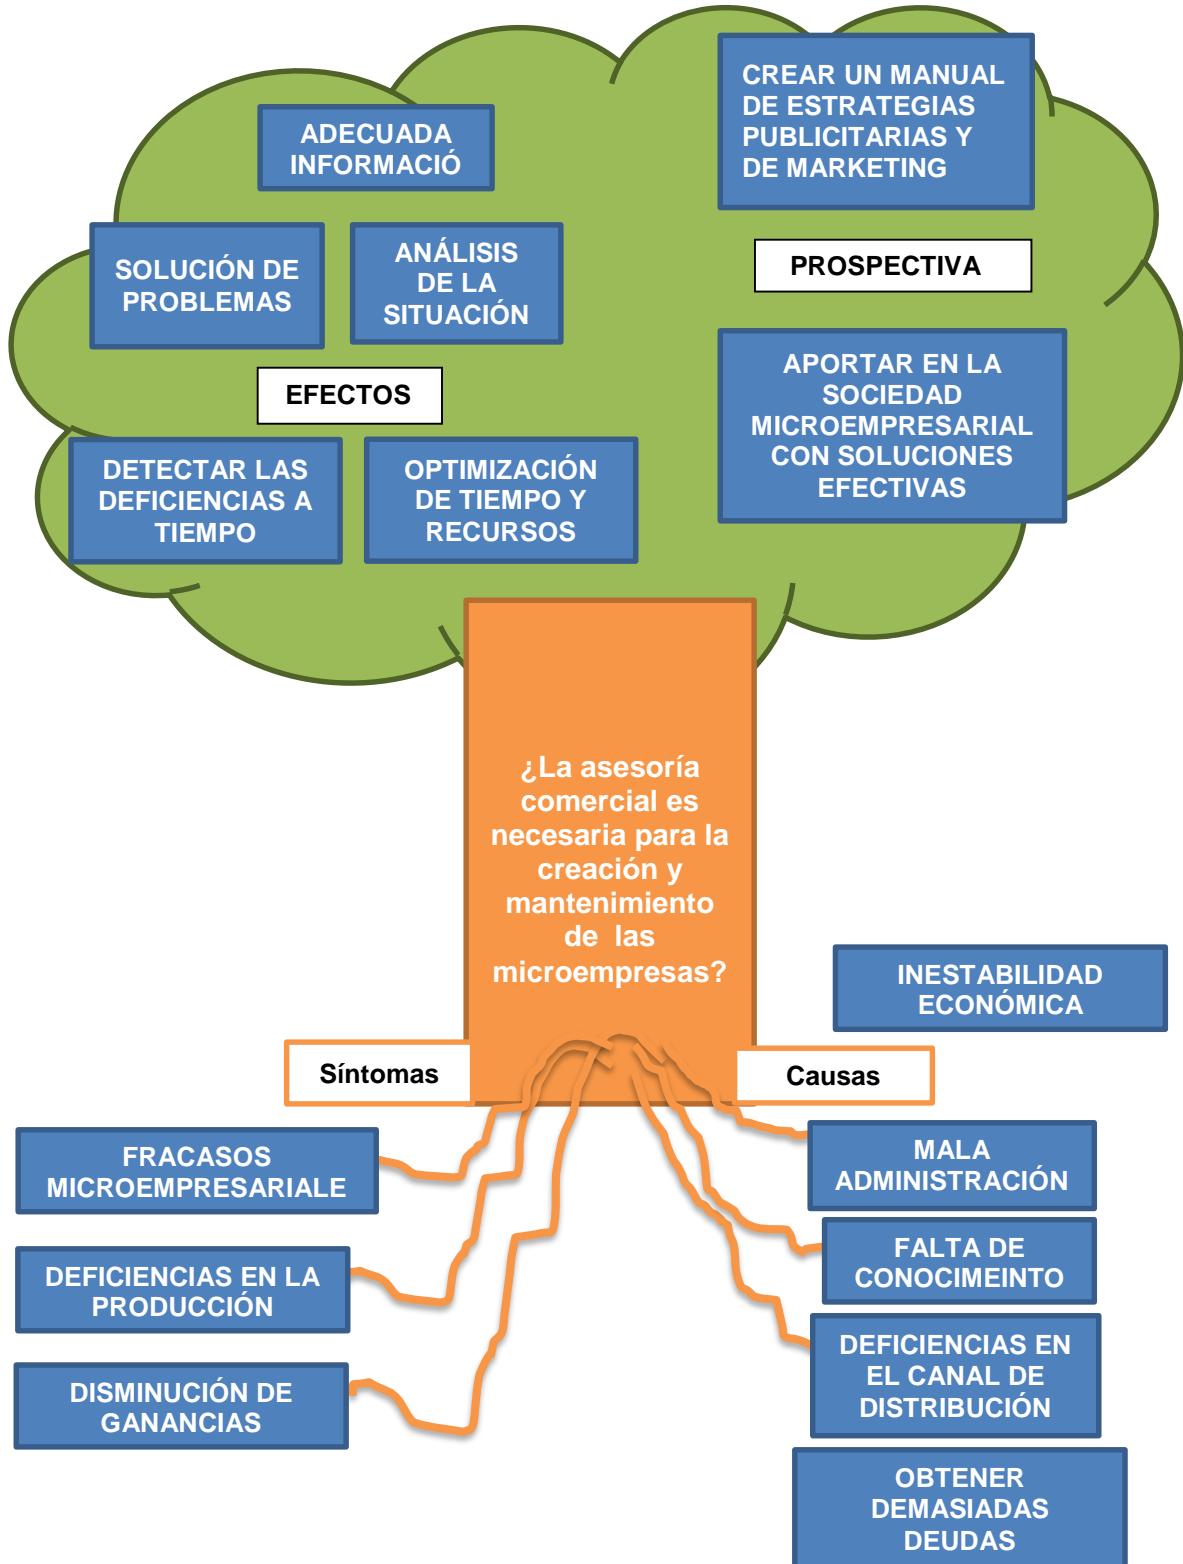 CREAR UN MANUAL
DE ESTRATEGIAS
PUBLICITARIAS Y
DE MARKETING
ADECUADA
INFORMACIÓ
SOLUCIÓN DE
PROBLEMAS
ANÁLISIS
DE LA
SITUACIÓN
PROSPECTIVA
EFECTOS
APORTAR EN LA
SOCIEDAD
MICROEMPRESARIAL
CON SOLUCIONES
EFECTIVAS
DETECTAR LAS
DEFICIENCIAS A
TIEMPO
OPTIMIZACIÓN
DE TIEMPO Y
RECURSOS
¿La asesoría
comercial es
necesaria para la
creación y
mantenimiento
de las
microempresas?
INESTABILIDAD
ECONÓMICA
Síntomas
Causas
FRACASOS
MICROEMPRESARIALE
MALA
ADMINISTRACIÓN
DEFICIENCIAS EN LA
PRODUCCIÓN
FALTA DE
CONOCIMEINTO
DISMINUCIÓN DE
GANANCIAS
DEFICIENCIAS EN
EL CANAL DE
DISTRIBUCIÓN
OBTENER
DEMASIADAS
DEUDAS